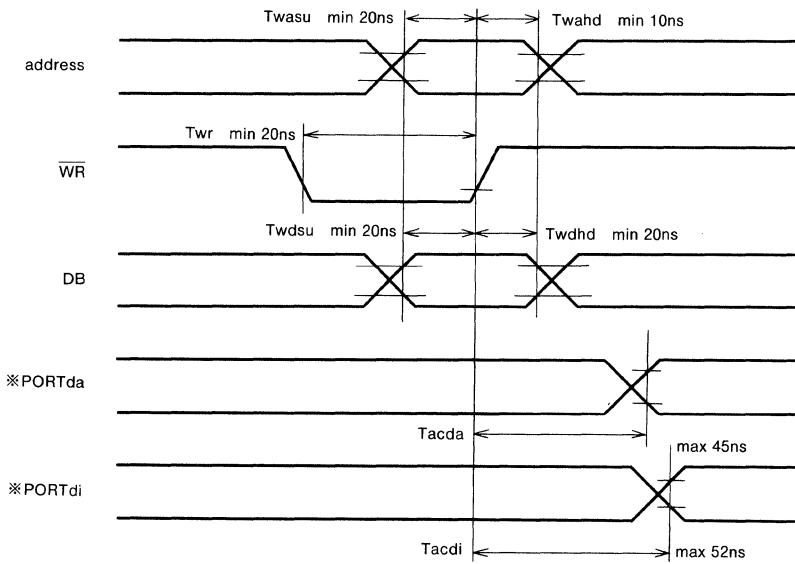 Twasu min 20ns
Twahd min 10ns
address
Twr min 20ns
WR
Twdsu min 20ns
Twdhd min 20ns
DB
※PORTda
Tacda
max 45ns
※PORTdi
Tacdi
max 52ns